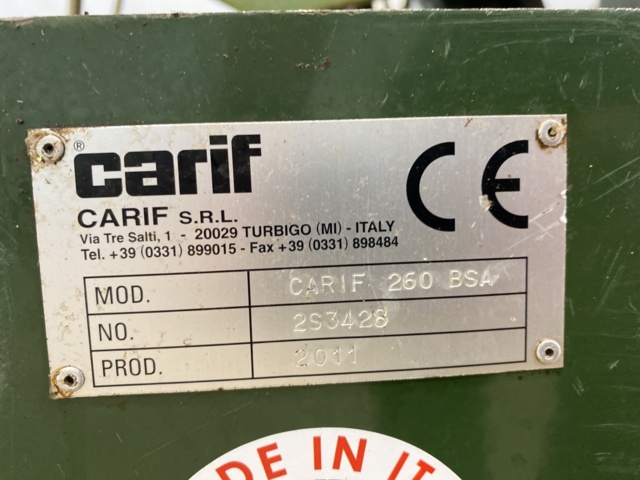 ® carif
CE
CARIF S.R.L.
Via Tre Salti, 1 - 20029 TURBIGO (MI) - ITALY
Tel. +39 (0331) 899015 - Fax +39 (0331) 898484
MOD. CARIF 260 BSA
NO. 2S3428
PROD. 2011
DE IN IT